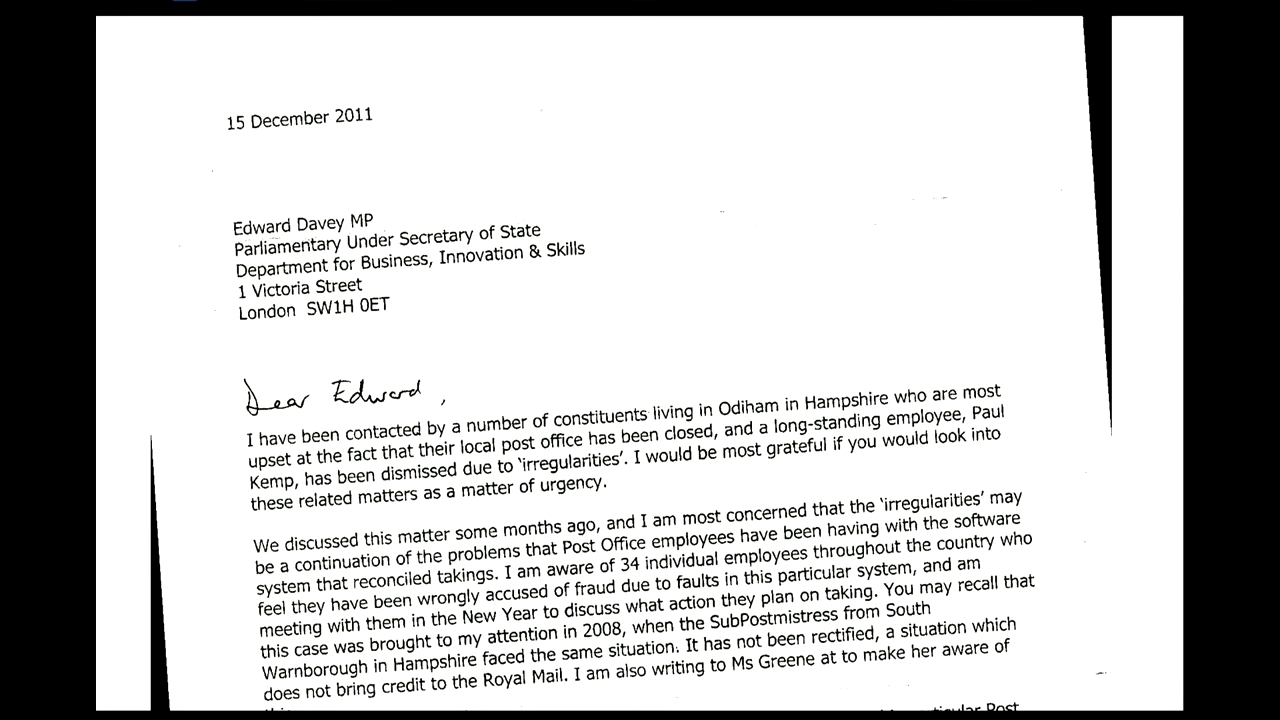 15 December 2011
Edward Davey MP
Parliamentary Under Secretary of State
Department for Business, Innovation & Skills
1 Victoria Street
London SW1H 0ET
Dear Edward,
I have been contacted by a number of constituents living in Odiham in Hampshire who are most
upset at the fact that their local post office has been closed, and a long-standing employee, Paul
Kemp, has been dismissed due to 'irregularities'. I would be most grateful if you would look into
these related matters as a matter of urgency.
We discussed this matter some months ago, and I am most concerned that the 'irregularities' may
be a continuation of the problems that Post Office employees have been having with the software
system that reconciled takings. I am aware of 34 individual employees throughout the country who
feel they have been wrongly accused of fraud due to faults in this particular system, and am
meeting with them in the New Year to discuss what action they plan on taking. You may recall that
this case was brought to my attention in 2008, when the SubPostmistress from South
Warnborough in Hampshire faced the same situation. It has not been rectified, a situation which
does not bring credit to the Royal Mail. I am also writing to Ms Greene at to make her aware of
Post